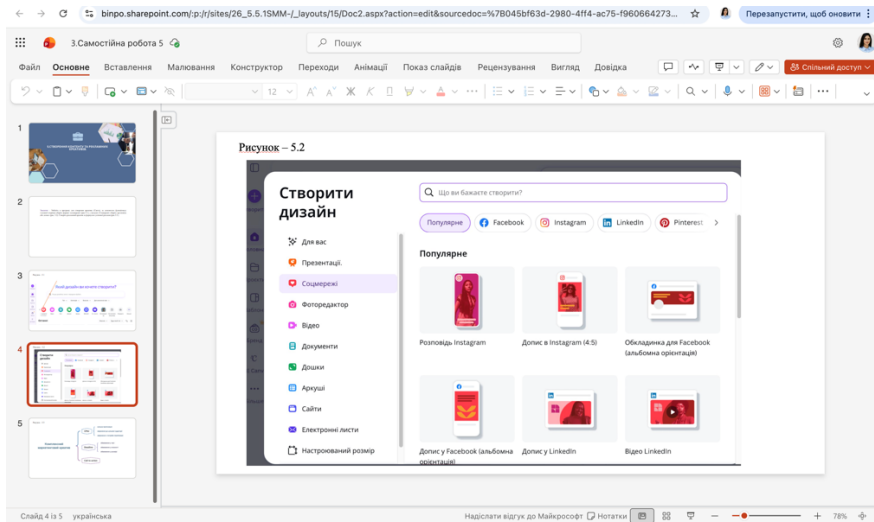 binpo.sharepoint.com/:p:/r/sites/26_5.5.1SMM-/_layouts/15/Doc2.aspx?action=edit&sourcedoc=%7B045bf63d-2980-4ff4-ac75-f960664273...
Перезапустити, щоб оновити
3.Самостійна робота 5
Пошук
Файл Основне Вставлення Малювання Конструктор Переходи Анімації Показ слайдів Рецензування Вигляд Довідка
Спільний доступ
12
Ж К
1
2
3
4
5
Рисунок – 5.2
Створити
дизайн
Для вас
Презентації.
Соцмережі
Фоторедактор
Відео
Документи
Дошки
Аркуші
Сайти
Електронні листи
Настроюваний розмір
Що ви бажаєте створити?
Популярне Facebook Instagram LinkedIn Pinterest
Популярне
Розповідь Instagram
Допис в Instagram (4:5)
Обкладинка для Facebook
(альбомна орієнтація)
Допис у Facebook (альбомна
орієнтація)
Допис у LinkedIn
Відео LinkedIn
Слайд 4 із 5 українська
Надіслати відгук до Майкрософт Нотатки 78%